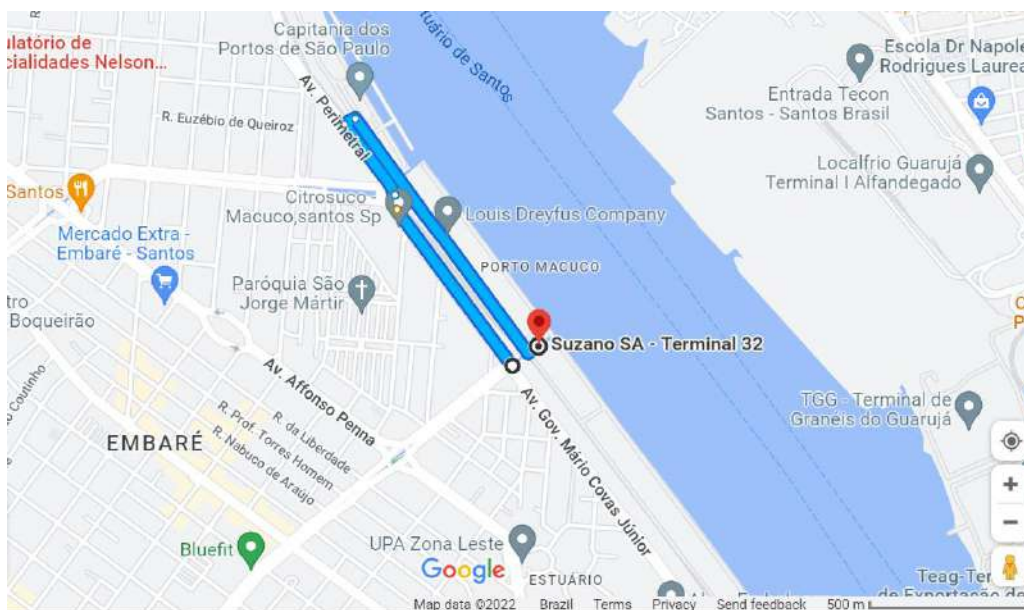 Capitania dos
Portos de São Paulo
ulatório de
cialidades Nelson...
Av. Perimetral
R. Euzébio de Queiroz
tuário de Santos
Escola Dr Napole
Rodrigues Laurea
Entrada Tecon
Santos - Santos Brasil
Localfrio Guarujá
Terminal I Alfandegado
Santos
Citrosuco
Macuco,santos Sp
Louis Dreyfus Company
Mercado Extra -
Embaré - Santos
PORTO MACUCO
Paróquia São
Jorge Mártir
tro
Boqueirão
Suzano SA - Terminal 32
Coutinho
Av. Affonso Penna
Av. Gov. Mário Covas Júnior
TGG - Terminal de
Granéis do Guarujá
R. da Liberdade
R. Prof. Torres Homem
R. Nabuco de Araújo
EMBARÉ
Bluefit
UPA Zona Leste
Google
ESTUÁRIO
Teag-Ter
de Exportação de
Map data ©2022 Brazil Terms Privacy Send feedback 500 m